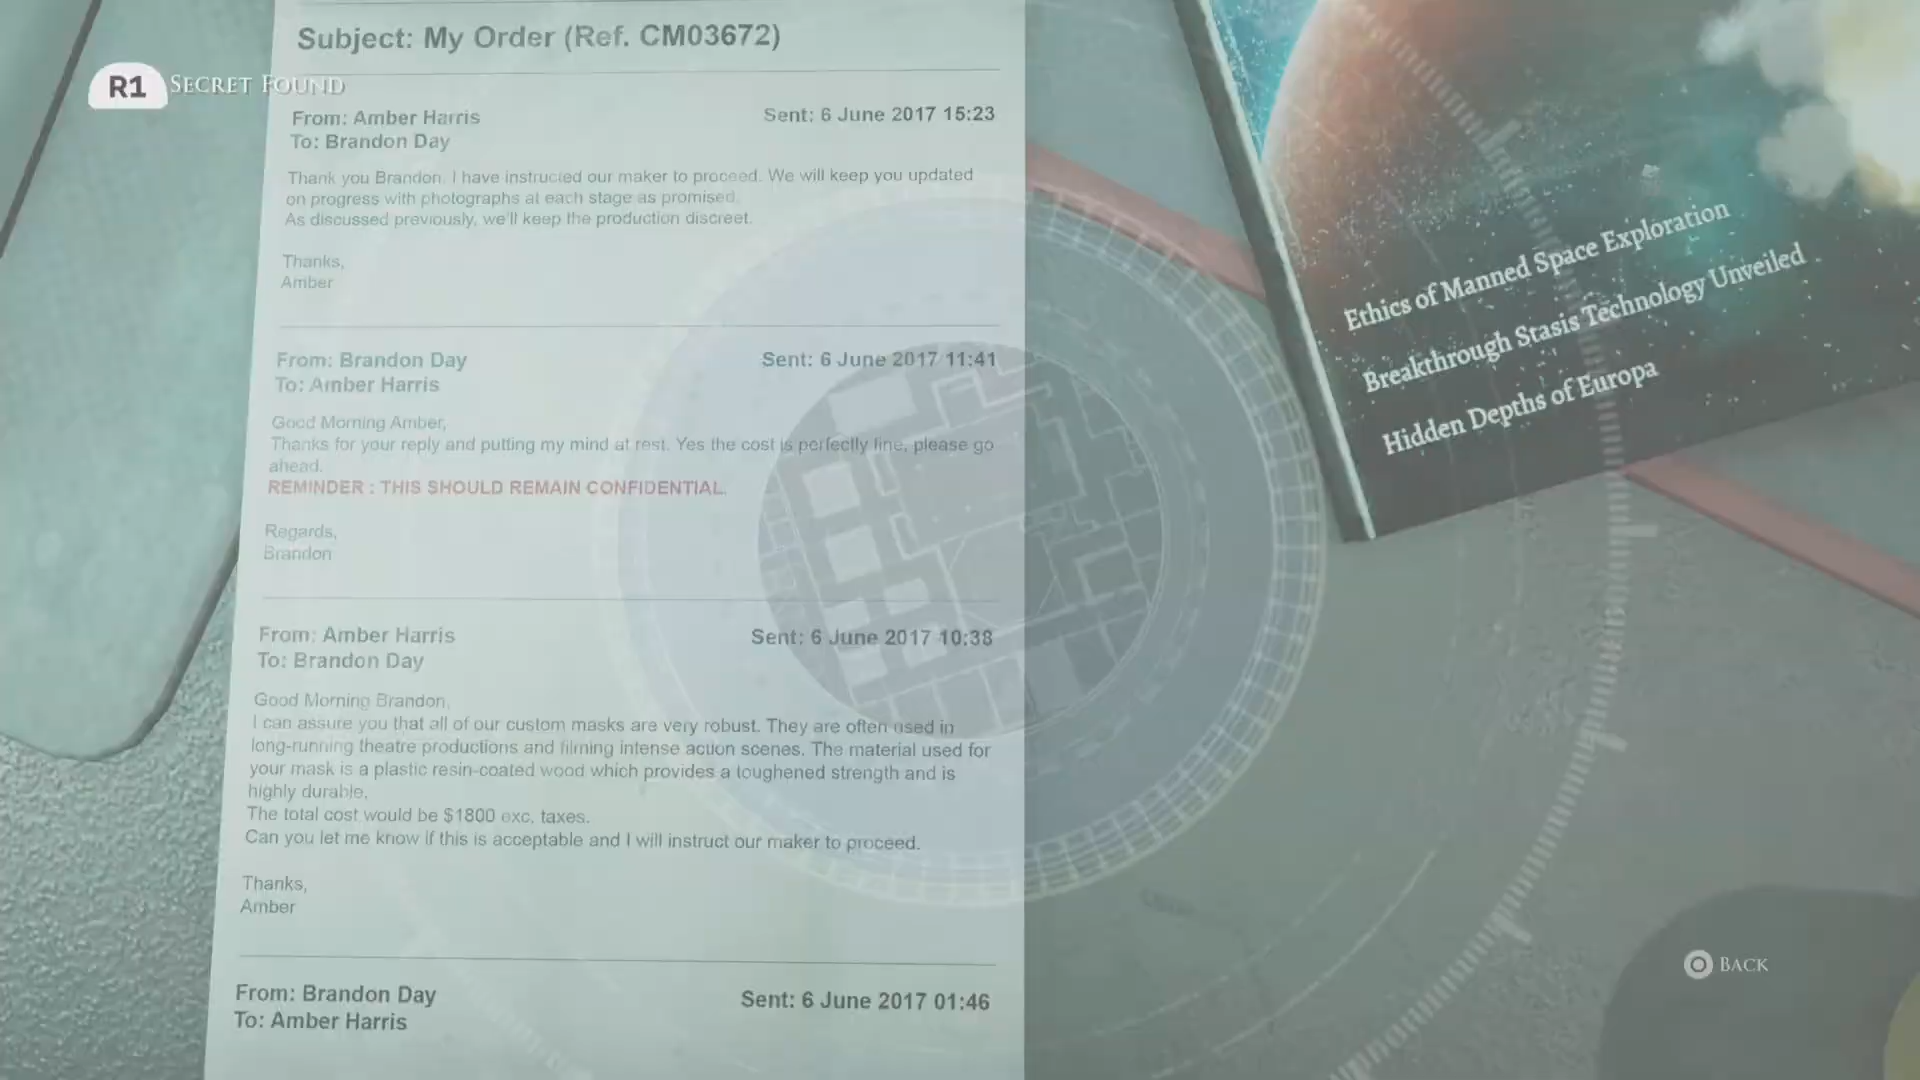 Subject: My Order (Ref. CM03672)
R1 SECRET FOUND
From: Amber Harris
Sent: 6 June 2017 15:23
To: Brandon Day
Thank you Brandon. I have instructed our maker to proceed. We will keep you updated
on progress with photographs at each stage as promised.
As discussed previously, we'll keep the production discreet.
Thanks,
Amber
From: Brandon Day
Sent: 6 June 2017 11:41
To: Amber Harris
Good Morning Amber,
Thanks for your reply and putting my mind at rest. Yes the cost is perfectly fine, please go
ahead.
REMINDER : THIS SHOULD REMAIN CONFIDENTIAL.
Regards,
Brandon
From: Amber Harris
Sent: 6 June 2017 10:38
To: Brandon Day
Good Morning Brandon,
I can assure you that all of our custom masks are very robust. They are often used in
long-running theatre productions and filming intense action scenes. The material used for
your mask is a plastic resin-coated wood which provides a toughened strength and is
highly durable.
The total cost would be $1800 exc. taxes.
Can you let me know if this is acceptable and I will instruct our maker to proceed.
Thanks,
Amber
From: Brandon Day
Sent: 6 June 2017 01:46
To: Amber Harris
Ethics of Manned Space Exploration
Breakthrough Stasis Technology Unveiled
Hidden Depths of Europa
BACK